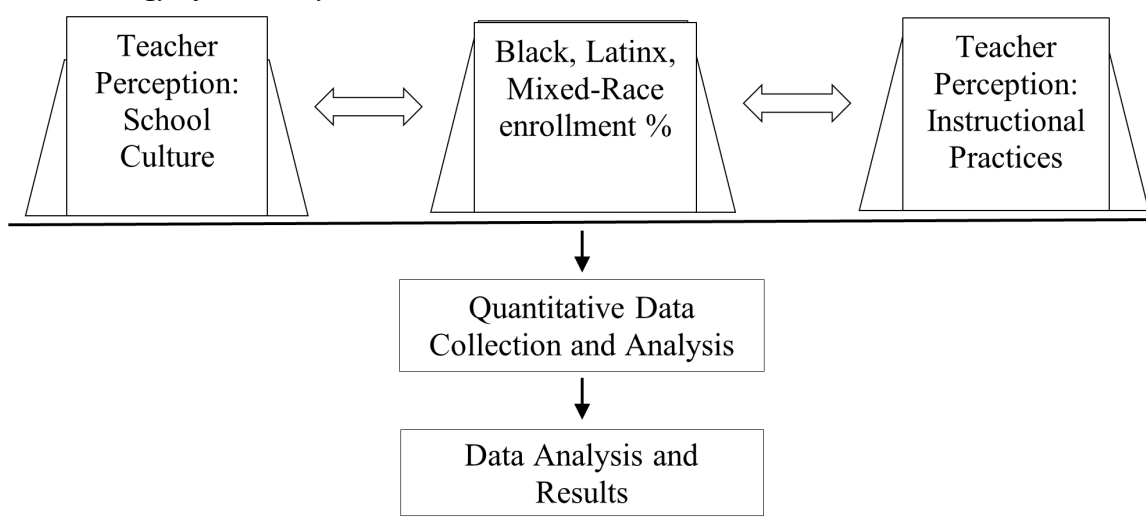 Teacher
Perception:
School
Culture
Black, Latinx,
Mixed-Race
enrollment %
Teacher
Perception:
Instructional
Practices
Quantitative Data
Collection and Analysis
Data Analysis and
Results